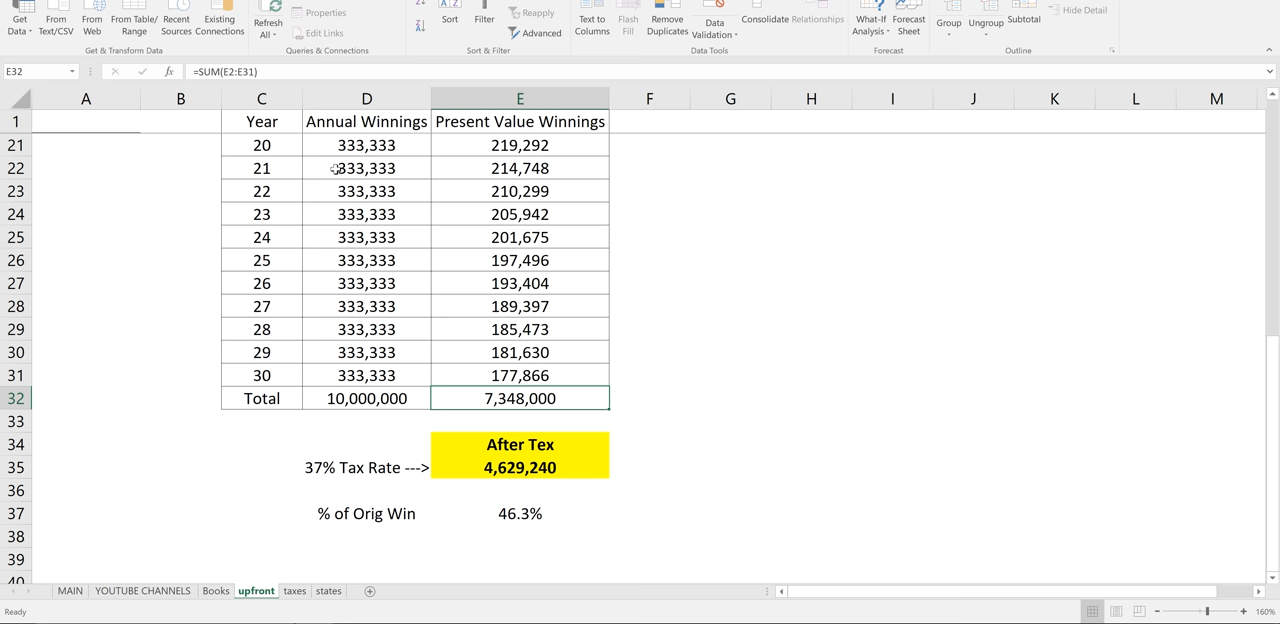 Get Data
From Text/CSV
From Web
From Table/ Range
Recent Sources
Existing Connections
Get & Transform Data
Refresh All
Properties
Edit Links
Queries & Connections
Sort
Filter
Reapply
Advanced
Sort & Filter
Text to Columns
Flash Fill
Remove Duplicates
Data Validation
Consolidate
Relationships
Data Tools
What-If Analysis
Forecast Sheet
Forecast
Group
Ungroup
Subtotal
Hide Detail
Outline
E32
fx
=SUM(E2:E31)
A B C D E F G H I J K L M
1 Year Annual Winnings Present Value Winnings
21 20 333,333 219,292
22 21 333,333 214,748
23 22 333,333 210,299
24 23 333,333 205,942
25 24 333,333 201,675
26 25 333,333 197,496
27 26 333,333 193,404
28 27 333,333 189,397
29 28 333,333 185,473
30 29 333,333 181,630
31 30 333,333 177,866
32 Total 10,000,000 7,348,000
33
34 After Tex
35 37% Tax Rate ---> 4,629,240
36
37 % of Orig Win 46.3%
38
39
40
MAIN YOUTUBE CHANNELS Books upfront taxes states
Ready
160%